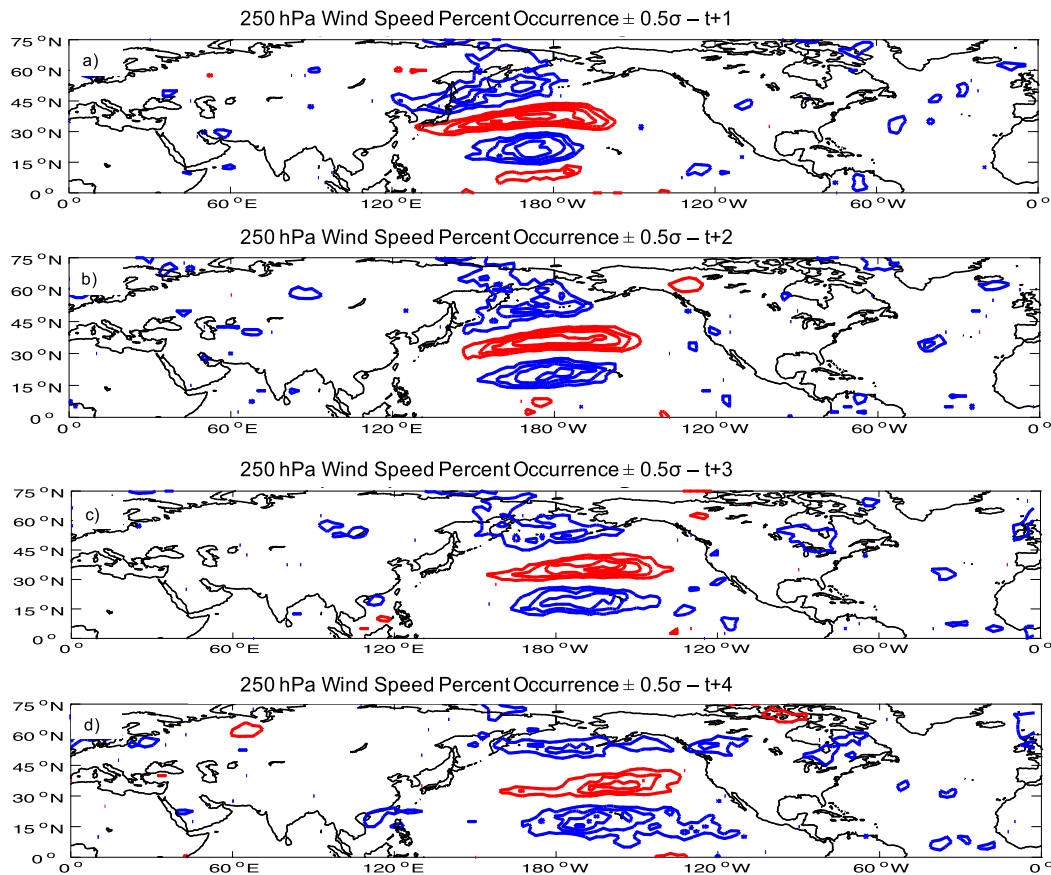 250 hPa Wind Speed Percent Occurrence ± 0.5σ – t+1
75°N
a)
60°N
45°N
30°N
15°N
0°
0° 60°E 120°E 180°W 120°W 60°W 0°
250 hPa Wind Speed Percent Occurrence ± 0.5σ – t+2
75°N
b)
60°N
45°N
30°N
15°N
0°
0° 60°E 120°E 180°W 120°W 60°W 0°
250 hPa Wind Speed Percent Occurrence ± 0.5σ – t+3
75°N
c)
60°N
45°N
30°N
15°N
0°
0° 60°E 120°E 180°W 120°W 60°W 0°
250 hPa Wind Speed Percent Occurrence ± 0.5σ – t+4
75°N
d)
60°N
45°N
30°N
15°N
0°
0° 60°E 120°E 180°W 120°W 60°W 0°